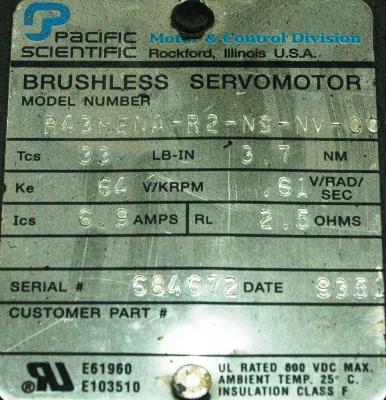 PACIFIC Motor & Control Division
SCIENTIFIC Rockford, Illinois U.S.A.
BRUSHLESS SERVOMOTOR
MODEL NUMBER
R43HENA-R2-NS-NV-00
Tcs 33 LB-IN 3.7 NM
Ke 64 V/KRPM .61 V/RAD/SEC
Ics 6.9 AMPS RL 2.5 OHMS
SERIAL # 684672 DATE 9351
CUSTOMER PART #
E61960
E103510
UL RATED 600 VDC MAX.
AMBIENT TEMP. 25° C.
INSULATION CLASS F